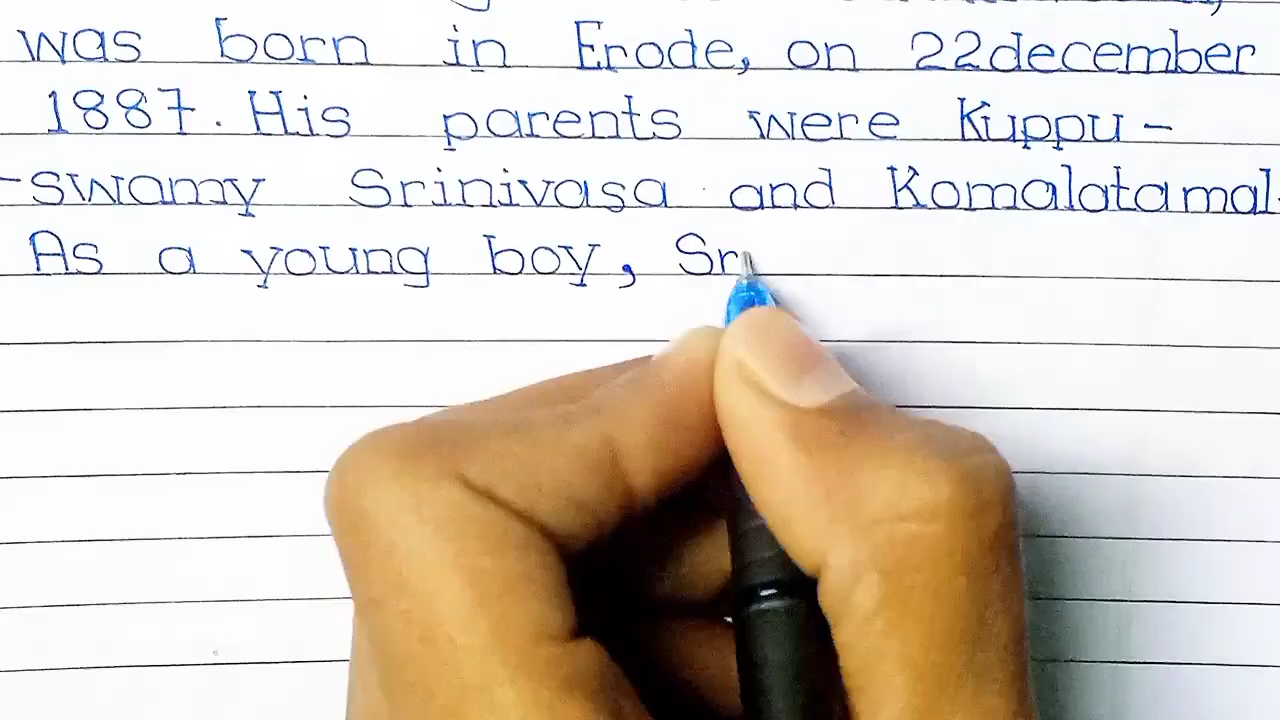 was born in Erode, on 22december
1887. His parents were Kuppu-
-swamy Srinivasa and Komalatamal.
As a young boy, Sr